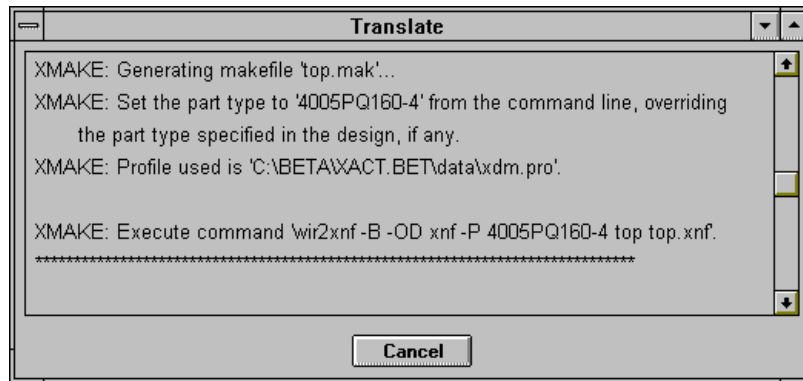 Translate
XMAKE: Generating makefile 'top.mak'...
XMAKE: Set the part type to '4005PQ160-4' from the command line, overriding
the part type specified in the design, if any.
XMAKE: Profile used is 'C:\BETA\XACT.BET\data\xdm.pro'.
XMAKE: Execute command 'wir2xnf -B -OD xnf -P 4005PQ160-4 top top.xnf'.
******************************************************************************
Cancel